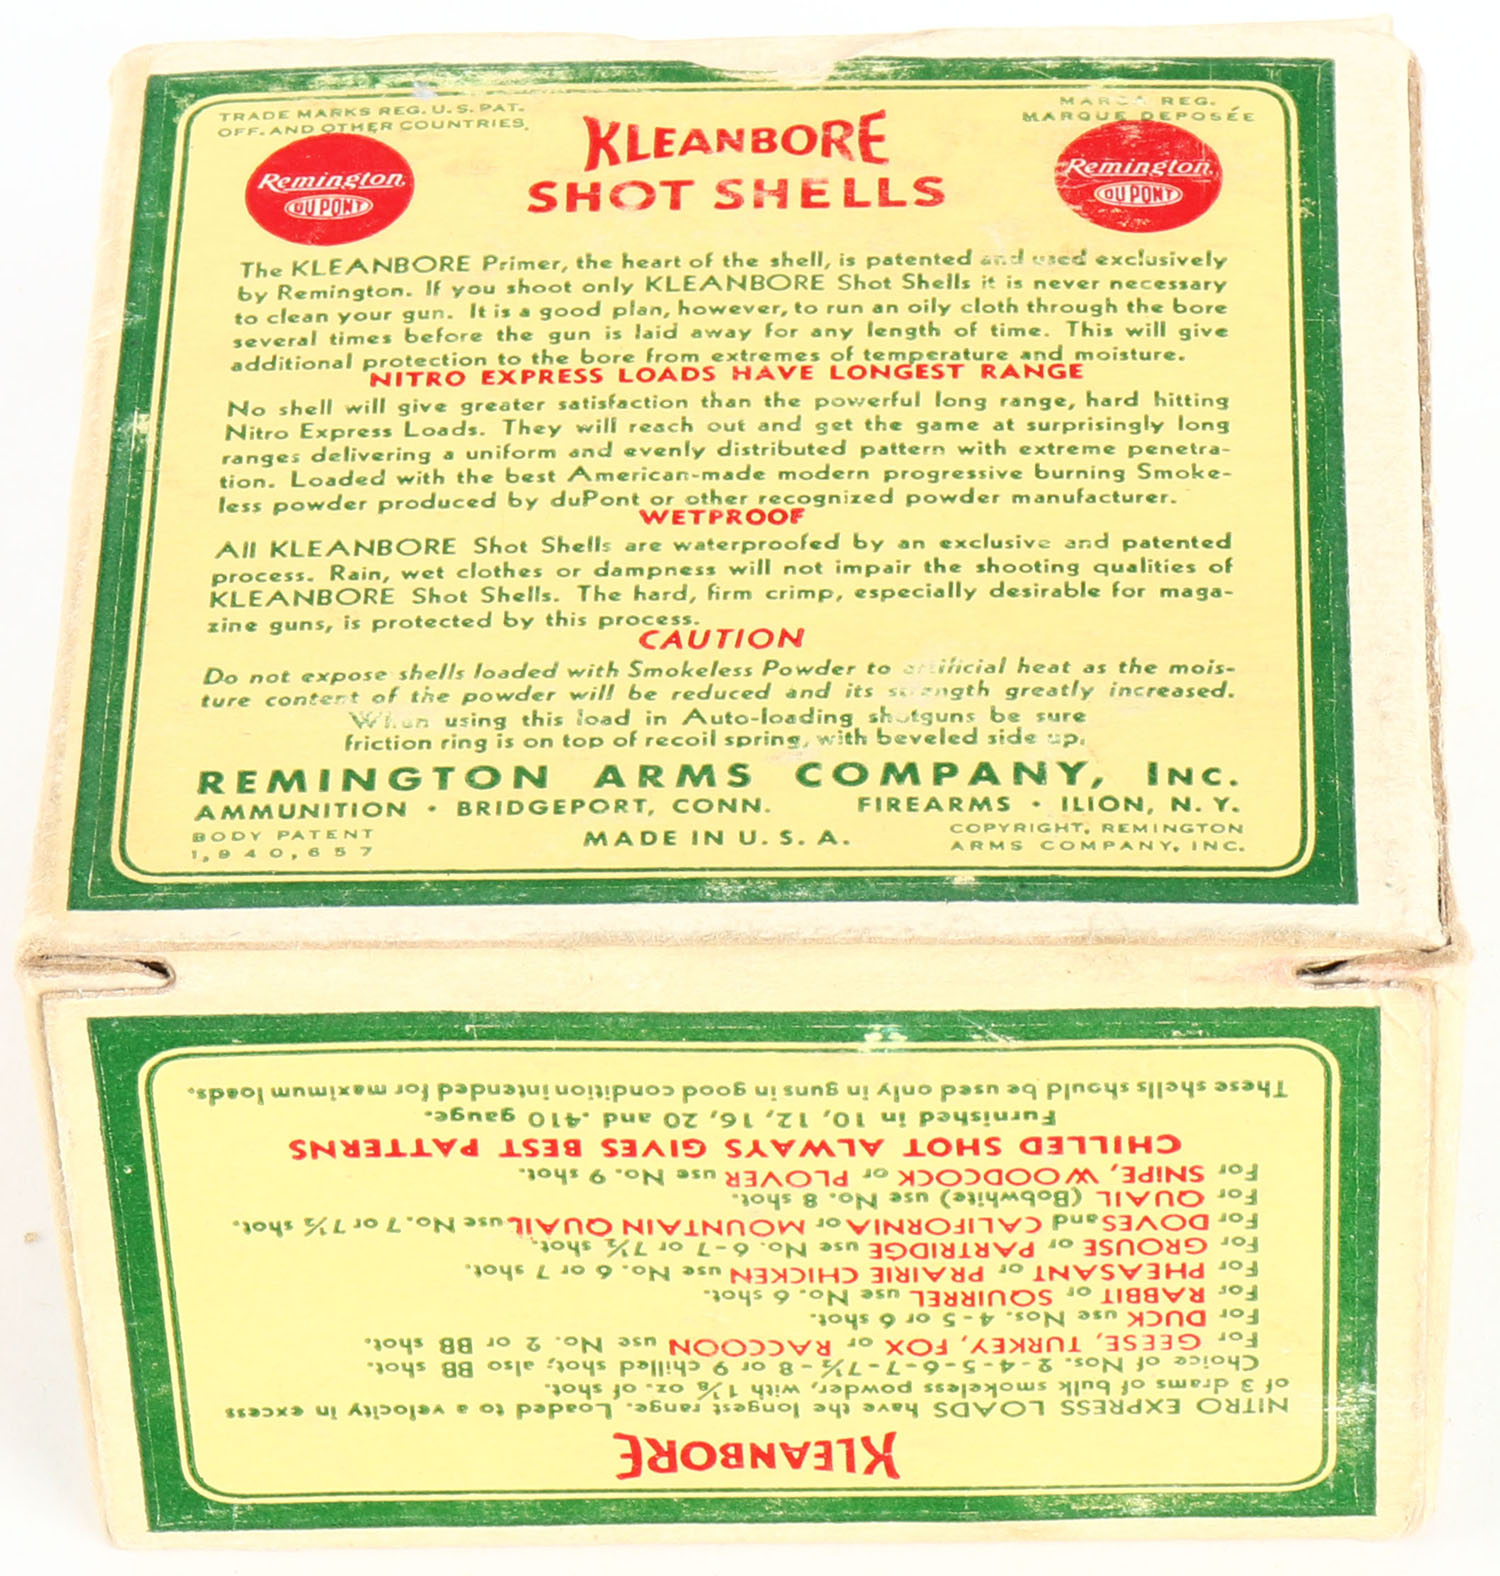 TRADE MARKS REG. U. S. PAT.
OFF. AND OTHER COUNTRIES.
MARCA REG.
MARQUE DEPOSÉE
KLEANBORE
SHOT SHELLS
Remington
DU PONT
Remington
DU PONT
The KLEANBORE Primer, the heart of the shell, is patented and used exclusively
by Remington. If you shoot only KLEANBORE Shot Shells it is never necessary
to clean your gun. It is a good plan, however, to run an oily cloth through the bore
several times before the gun is laid away for any length of time. This will give
additional protection to the bore from extremes of temperature and moisture.
NITRO EXPRESS LOADS HAVE LONGEST RANGE
No shell will give greater satisfaction than the powerful long range, hard hitting
Nitro Express Loads. They will reach out and get the game at surprisingly long
ranges delivering a uniform and evenly distributed pattern with extreme penetra-
tion. Loaded with the best American-made modern progressive burning Smoke-
less powder produced by duPont or other recognized powder manufacturer.
WETPROOF
All KLEANBORE Shot Shells are waterproofed by an exclusive and patented
process. Rain, wet clothes or dampness will not impair the shooting qualities of
KLEANBORE Shot Shells. The hard, firm crimp, especially desirable for maga-
zine guns, is protected by this process.
CAUTION
Do not expose shells loaded with Smokeless Powder to artificial heat as the mois-
ture content of the powder will be reduced and its strength greatly increased.
When using this load in Auto-loading shotguns be sure
friction ring is on top of recoil spring, with beveled side up.
REMINGTON ARMS COMPANY, INC.
AMMUNITION • BRIDGEPORT, CONN. FIREARMS • ILION, N. Y.
BODY PATENT
1,940,657
MADE IN U. S. A.
COPYRIGHT, REMINGTON
ARMS COMPANY, INC.
KLEANBORE
NITRO EXPRESS LOADS have the longest range. Loaded to a velocity in excess
of 3 drams of bulk smokeless powder, with 1⅛ oz. of shot.
Choice of Nos. 2-4-5-6-7-7½-8 or 9 chilled shot; also BB shot.
For GEESE, TURKEY, FOX or RACCOON use No. 2 or BB shot.
For DUCK use Nos. 4-5 or 6 shot.
For RABBIT or SQUIRREL use No. 6 shot.
For PHEASANT or PRAIRIE CHICKEN use No. 6 or 7 shot.
For GROUSE or PARTRIDGE use No. 6-7 or 7½ shot.
For DOVES and CALIFORNIA or MOUNTAIN QUAIL use No. 7 or 7½ shot.
For QUAIL (Bobwhite) use No. 8 shot.
For SNIPE, WOODCOCK or PLOVER use No. 9 shot.
CHILLED SHOT ALWAYS GIVES BEST PATTERNS
Furnished in 10, 12, 16, 20 and .410 gauge.
These shells should be used only in guns in good condition intended for maximum loads.